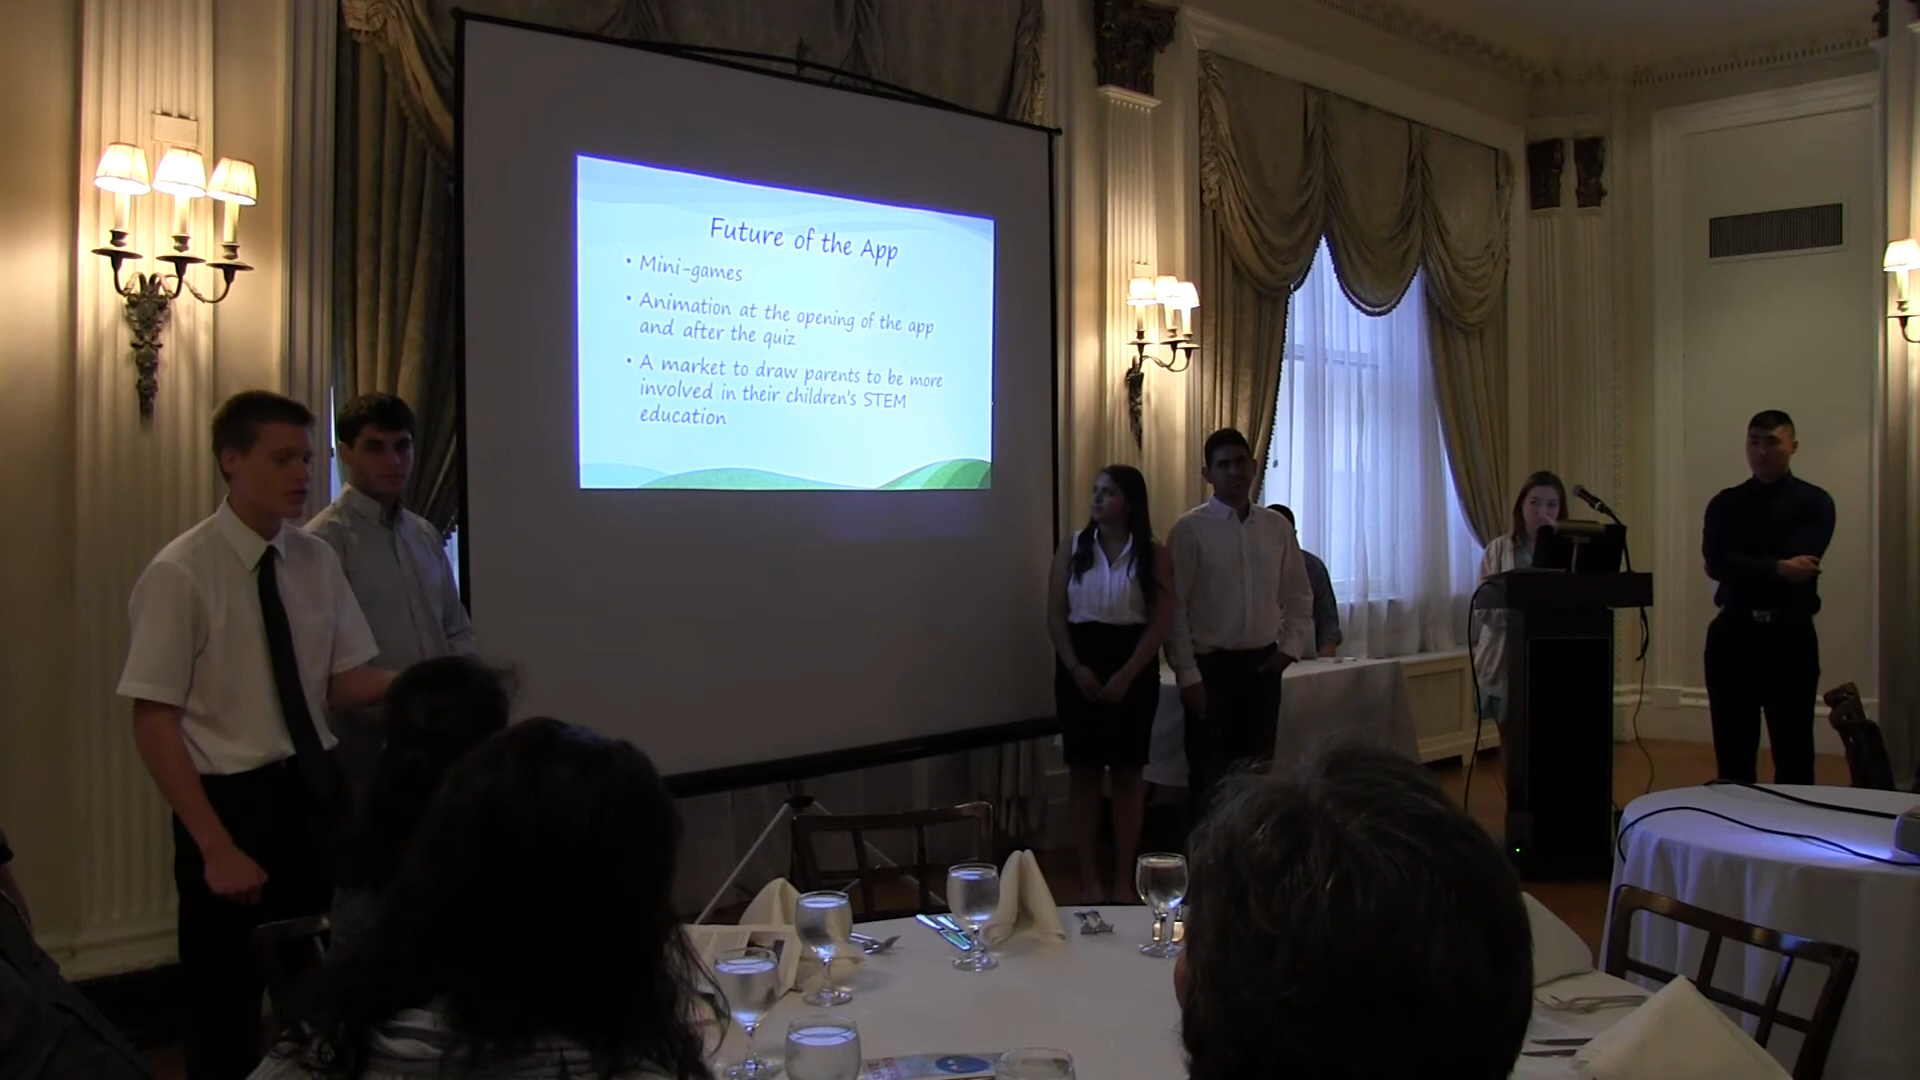 Future of the App
• Mini-games
• Animation at the opening of the app
and after the quiz
• A market to draw parents to be more
involved in their children's STEM
education